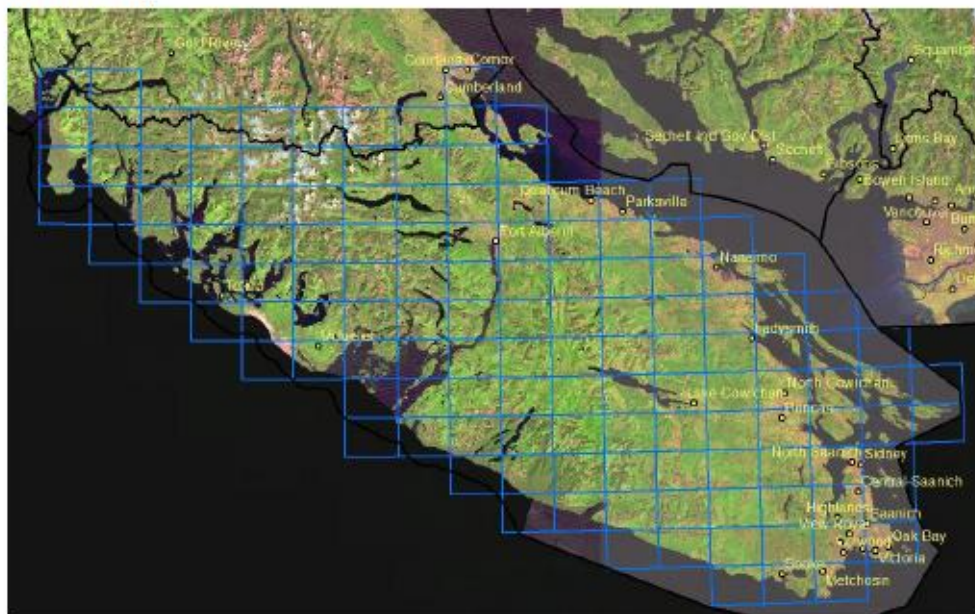 Gold River
Courtenay Comox
Cumberland
Squamish
Sechelt Ind Gov Dist
Sechelt
Gibsons
Lions Bay
Bowen Island
Qualicum Beach
Parksville
Vancouver
Port Alberni
Nanaimo
Tofino
Ucluelet
Ladysmith
North Cowichan
Lake Cowichan
Duncan
North Saanich Sidney
Central Saanich
Highlands
Saanich
View Royal
Oak Bay
Victoria
Sooke
Metchosin